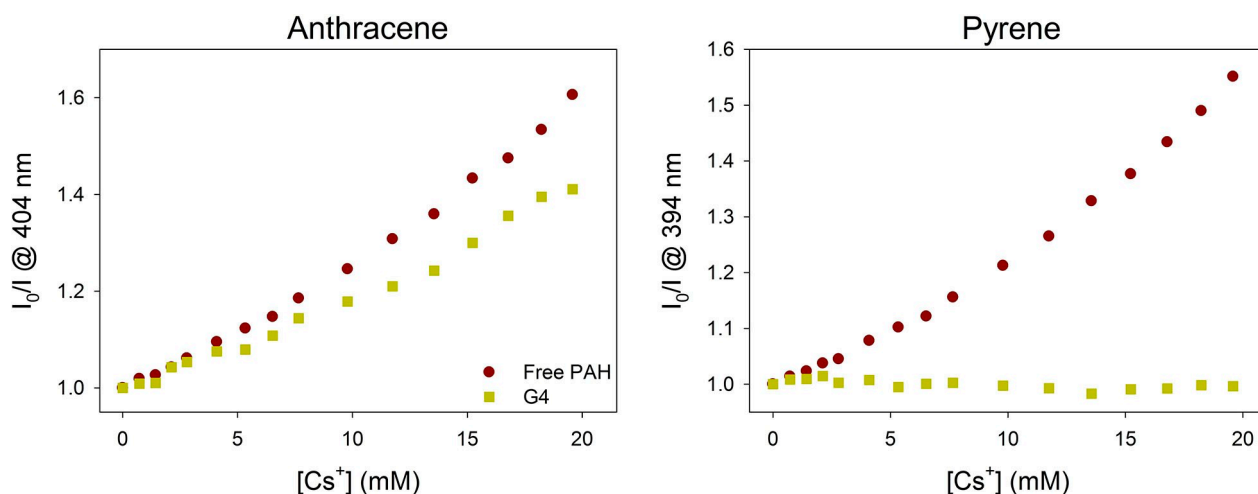 Anthracene
I₀/I @ 404 nm
1.6
1.4
1.2
1.0
0
5
10
15
20
[Cs⁺] (mM)
Free PAH
G4
Pyrene
I₀/I @ 394 nm
1.6
1.5
1.4
1.3
1.2
1.1
1.0
0
5
10
15
20
[Cs⁺] (mM)